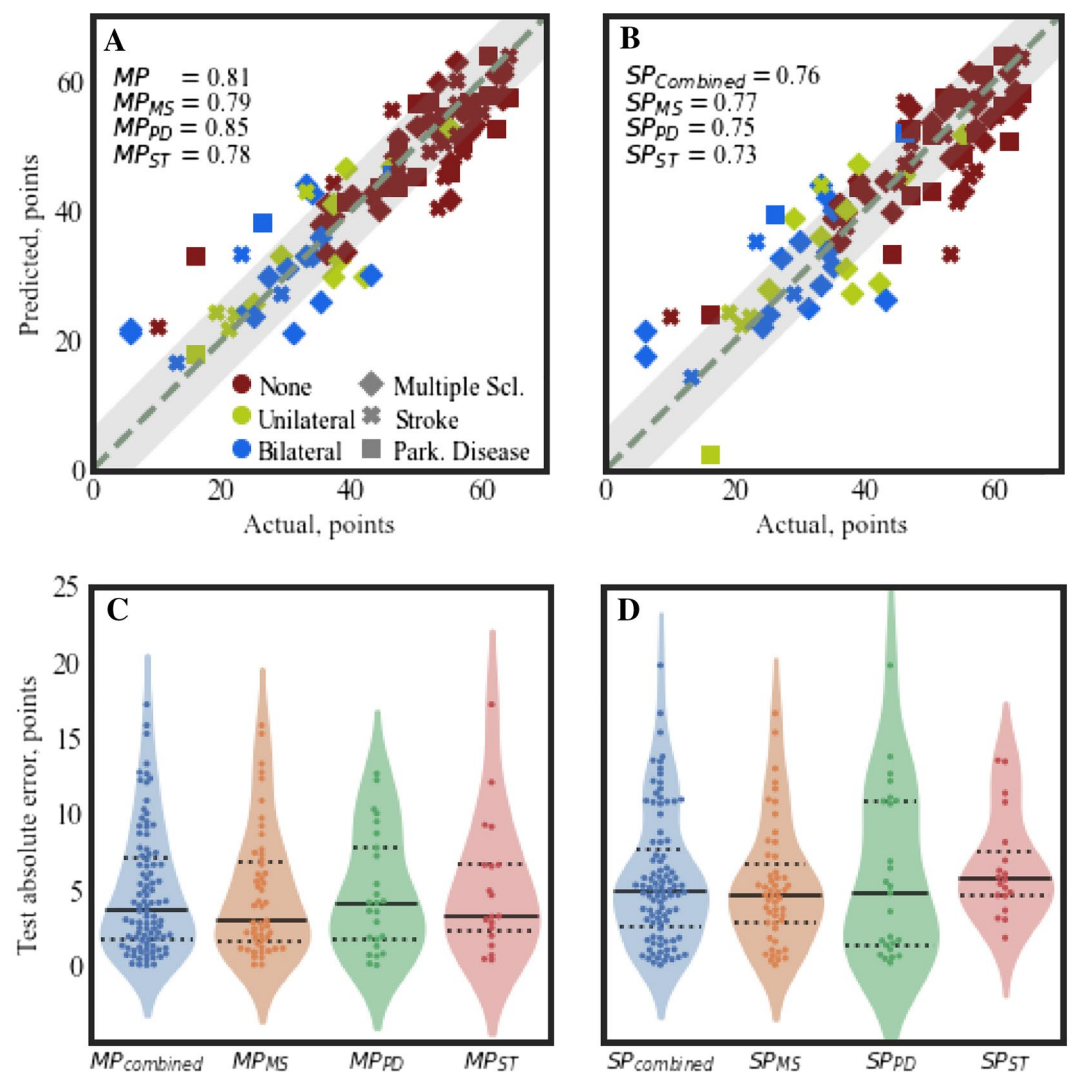 A
MP = 0.81
MP_MS = 0.79
MP_PD = 0.85
MP_ST = 0.78
60
40
20
0
Predicted, points
None
Unilateral
Bilateral
Multiple Scl.
Stroke
Park. Disease
0 20 40 60
Actual, points
B
SP_Combined = 0.76
SP_MS = 0.77
SP_PD = 0.75
SP_ST = 0.73
0 20 40 60
Actual, points
C
25
20
15
10
5
0
Test absolute error, points
MP_combined MP_MS MP_PD MP_ST
D
SP_combined SP_MS SP_PD SP_ST